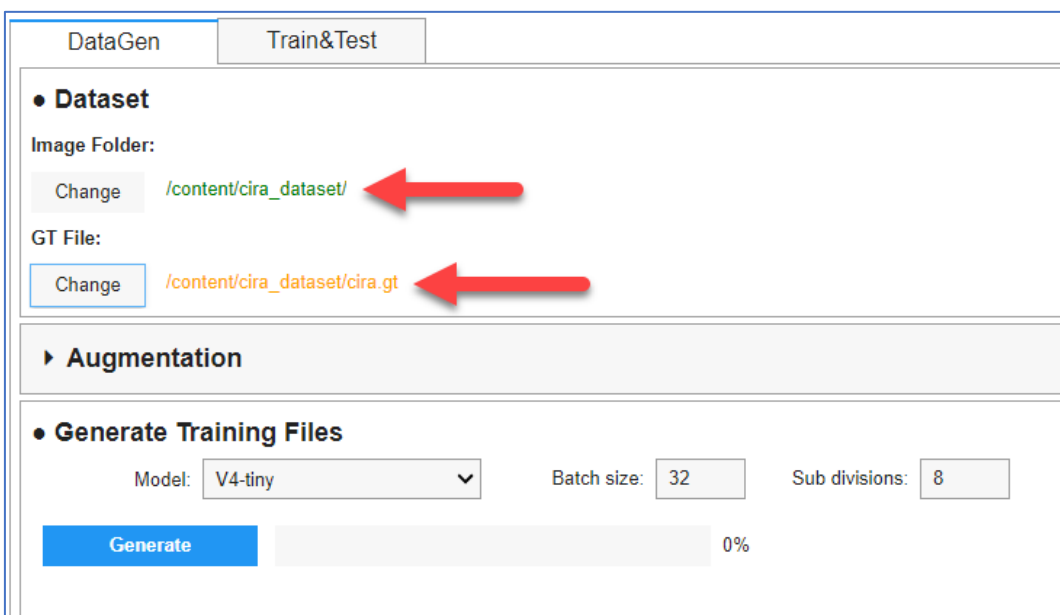 DataGen Train&Test
● Dataset
Image Folder:
Change /content/cira_dataset/
GT File:
Change /content/cira_dataset/cira.gt
Augmentation
● Generate Training Files
Model: V4-tiny Batch size: 32 Sub divisions: 8
Generate 0%